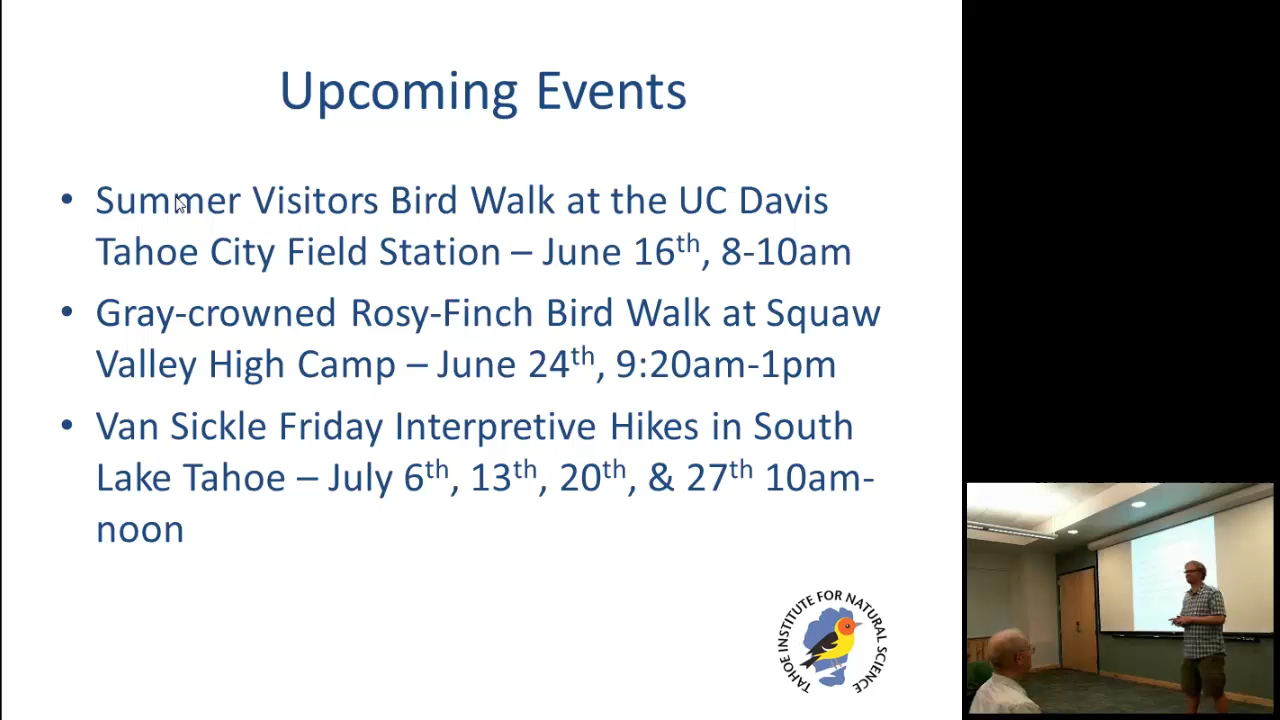 Upcoming Events
• Summer Visitors Bird Walk at the UC Davis
Tahoe City Field Station – June 16th, 8-10am
• Gray-crowned Rosy-Finch Bird Walk at Squaw
Valley High Camp – June 24th, 9:20am-1pm
• Van Sickle Friday Interpretive Hikes in South
Lake Tahoe – July 6th, 13th, 20th, & 27th 10am-
noon
TAHOE INSTITUTE FOR NATURAL SCIENCE